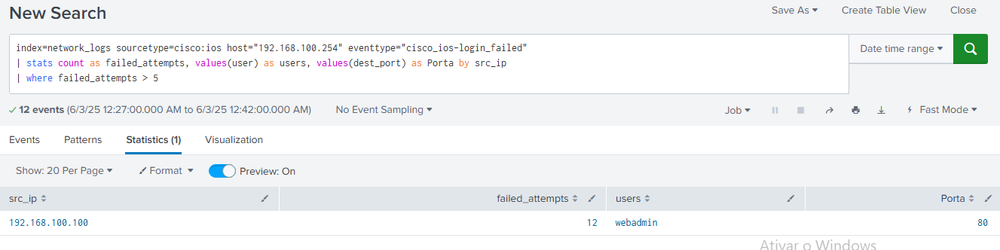 New Search
Save As Create Table View Close
index=network_logs sourcetype=cisco:ios host="192.168.100.254" eventtype="cisco_ios-login_failed"
| stats count as failed_attempts, values(user) as users, values(dest_port) as Porta by src_ip
| where failed_attempts > 5
Date time range
12 events (6/3/25 12:27:00.000 AM to 6/3/25 12:42:00.000 AM) No Event Sampling Job Fast Mode
Events Patterns Statistics (1) Visualization
Show: 20 Per Page Format Preview: On
src_ip failed_attempts users Porta
192.168.100.100 12 webadmin 80
Ativar o Windows